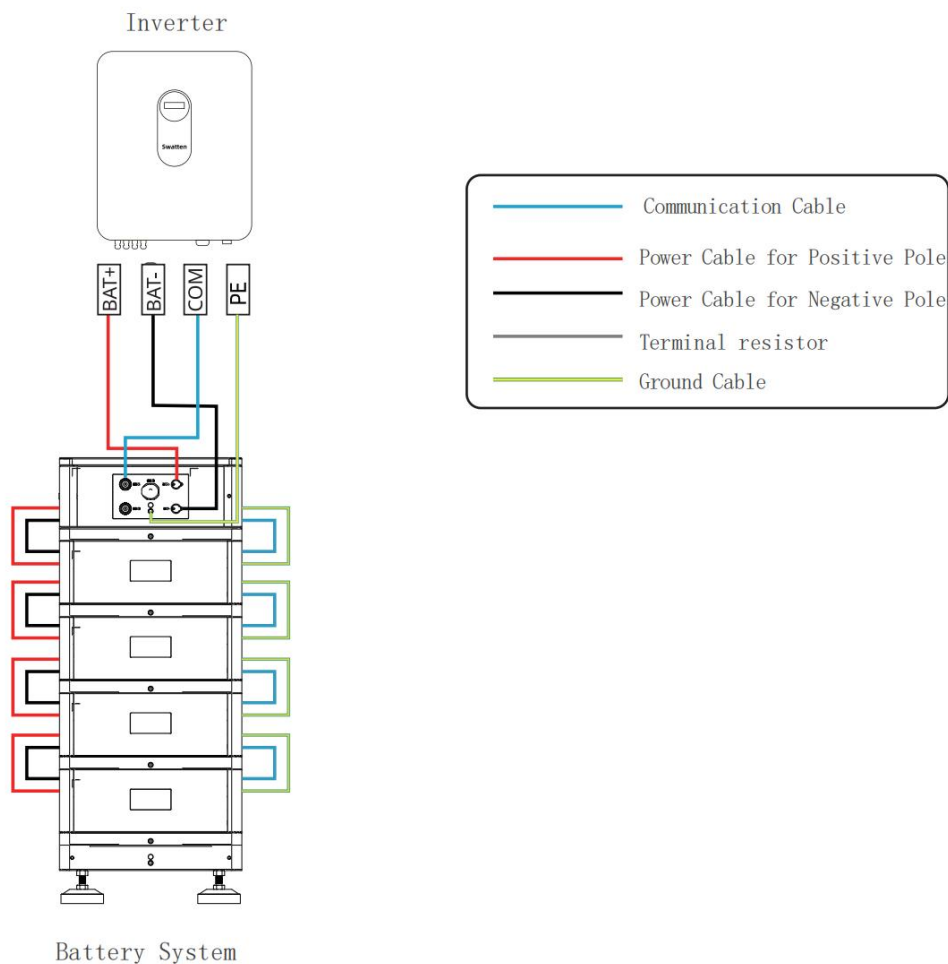 Inverter
Swatten
BAT+
BAT-
COM
PE
Communication Cable
Power Cable for Positive Pole
Power Cable for Negative Pole
Terminal resistor
Ground Cable
Battery System